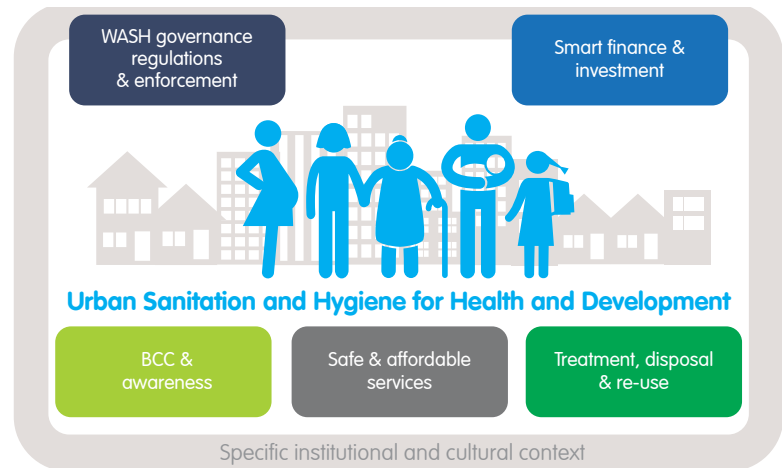 WASH governance
regulations
& enforcement
Smart finance &
investment
Urban Sanitation and Hygiene for Health and Development
BCC &
awareness
Safe & affordable
services
Treatment, disposal
& re-use
Specific institutional and cultural context